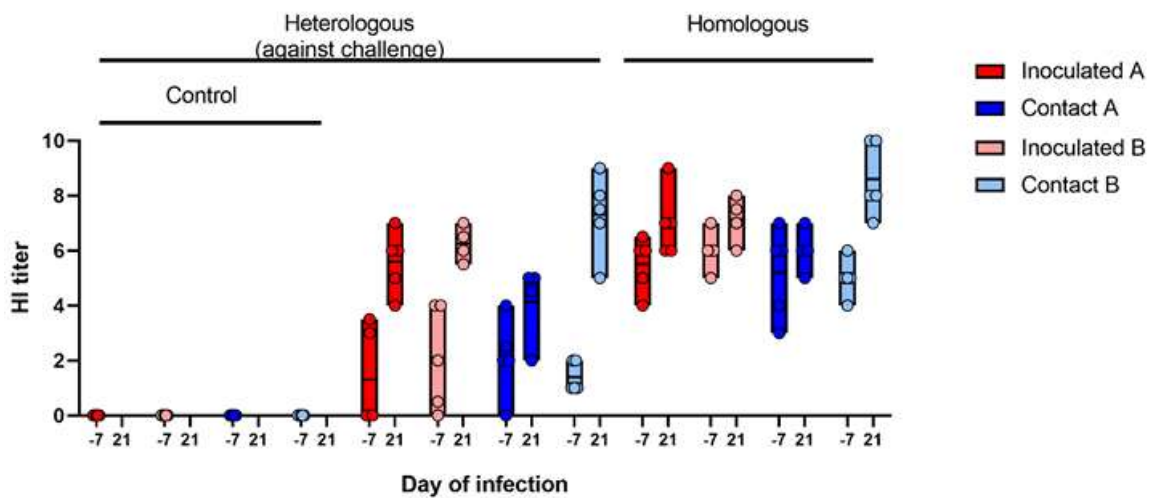 Heterologous
(against challenge)
Homologous
Control
Inoculated A
Contact A
Inoculated B
Contact B
HI titer
10
8
6
4
2
0
-7 21 -7 21 -7 21 -7 21 -7 21 -7 21 -7 21 -7 21 -7 21 -7 21 -7 21 -7 21
Day of infection